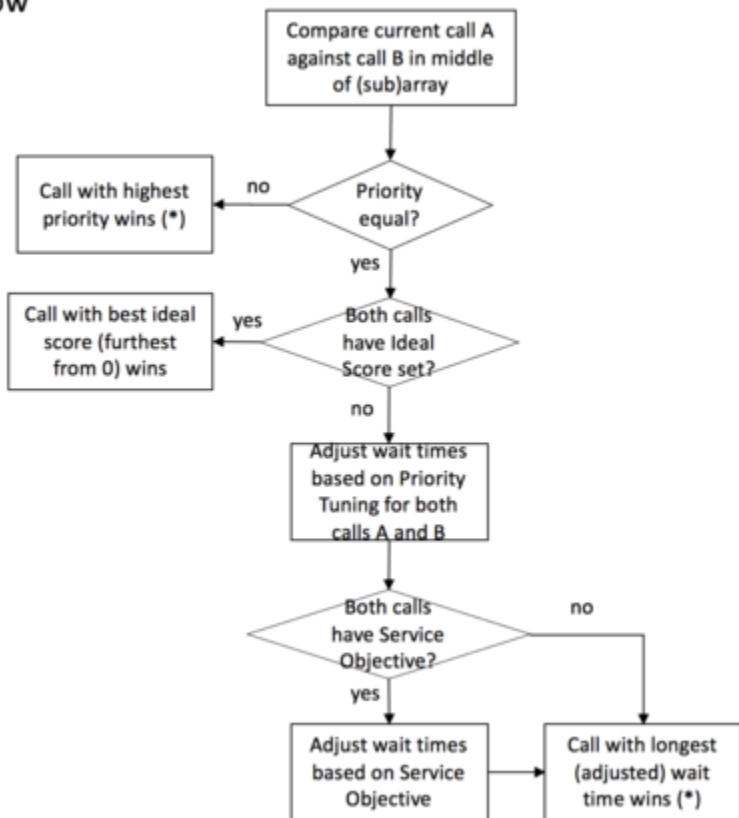 Compare current call A
against call B in middle
of (sub)array
Priority
equal?
no
Call with highest
priority wins (*)
yes
Both calls
have Ideal
Score set?
yes
Call with best ideal
score (furthest
from 0) wins
no
Adjust wait times
based on Priority
Tuning for both
calls A and B
Both calls
have Service
Objective?
no
yes
Adjust wait times
based on Service
Objective
Call with longest
(adjusted) wait
time wins (*)